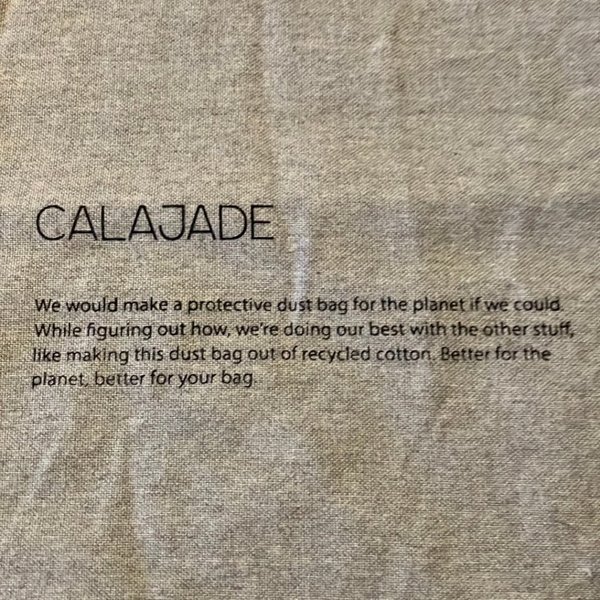 CALAJADE
We would make a protective dust bag for the planet if we could.
While figuring out how, we're doing our best with the other stuff,
like making this dust bag out of recycled cotton. Better for the
planet, better for your bag.